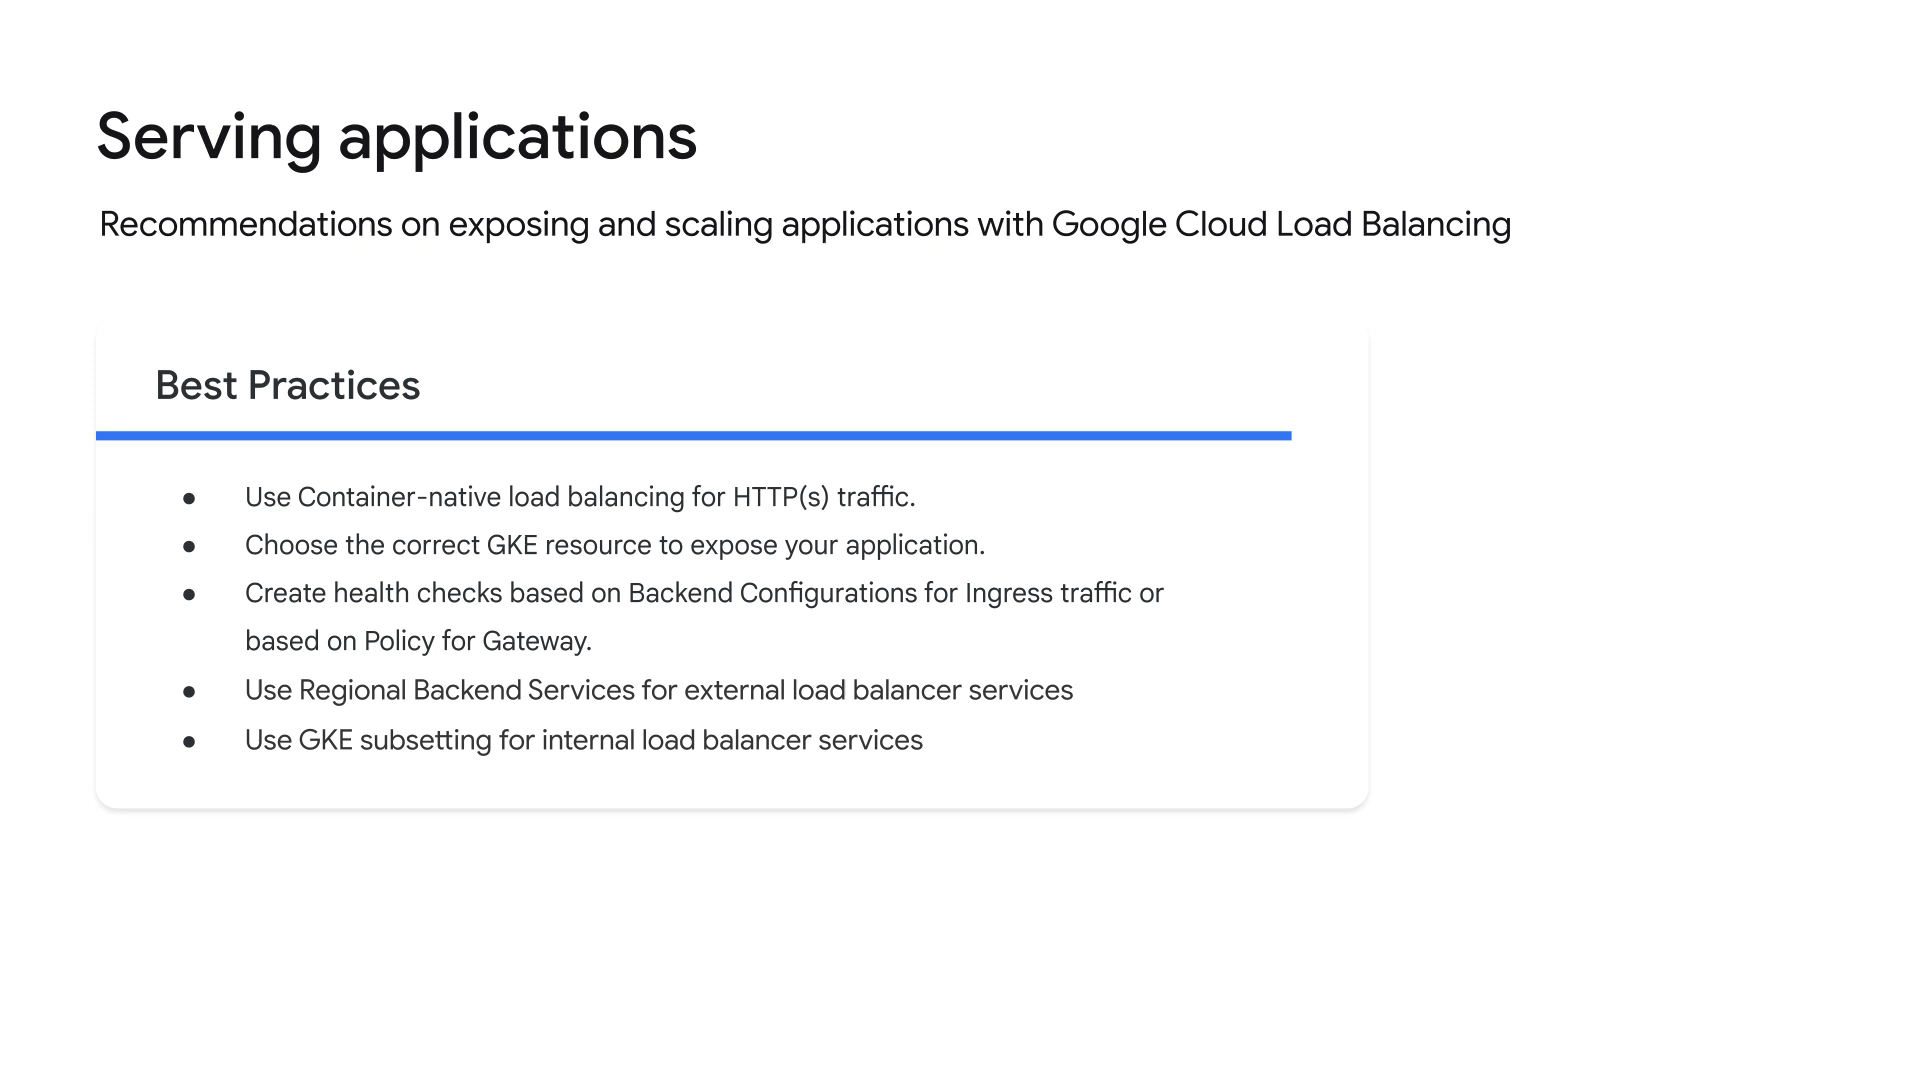 Serving applications
Recommendations on exposing and scaling applications with Google Cloud Load Balancing
Best Practices
● Use Container-native load balancing for HTTP(s) traffic.
● Choose the correct GKE resource to expose your application.
● Create health checks based on Backend Configurations for Ingress traffic or
based on Policy for Gateway.
● Use Regional Backend Services for external load balancer services
● Use GKE subsetting for internal load balancer services